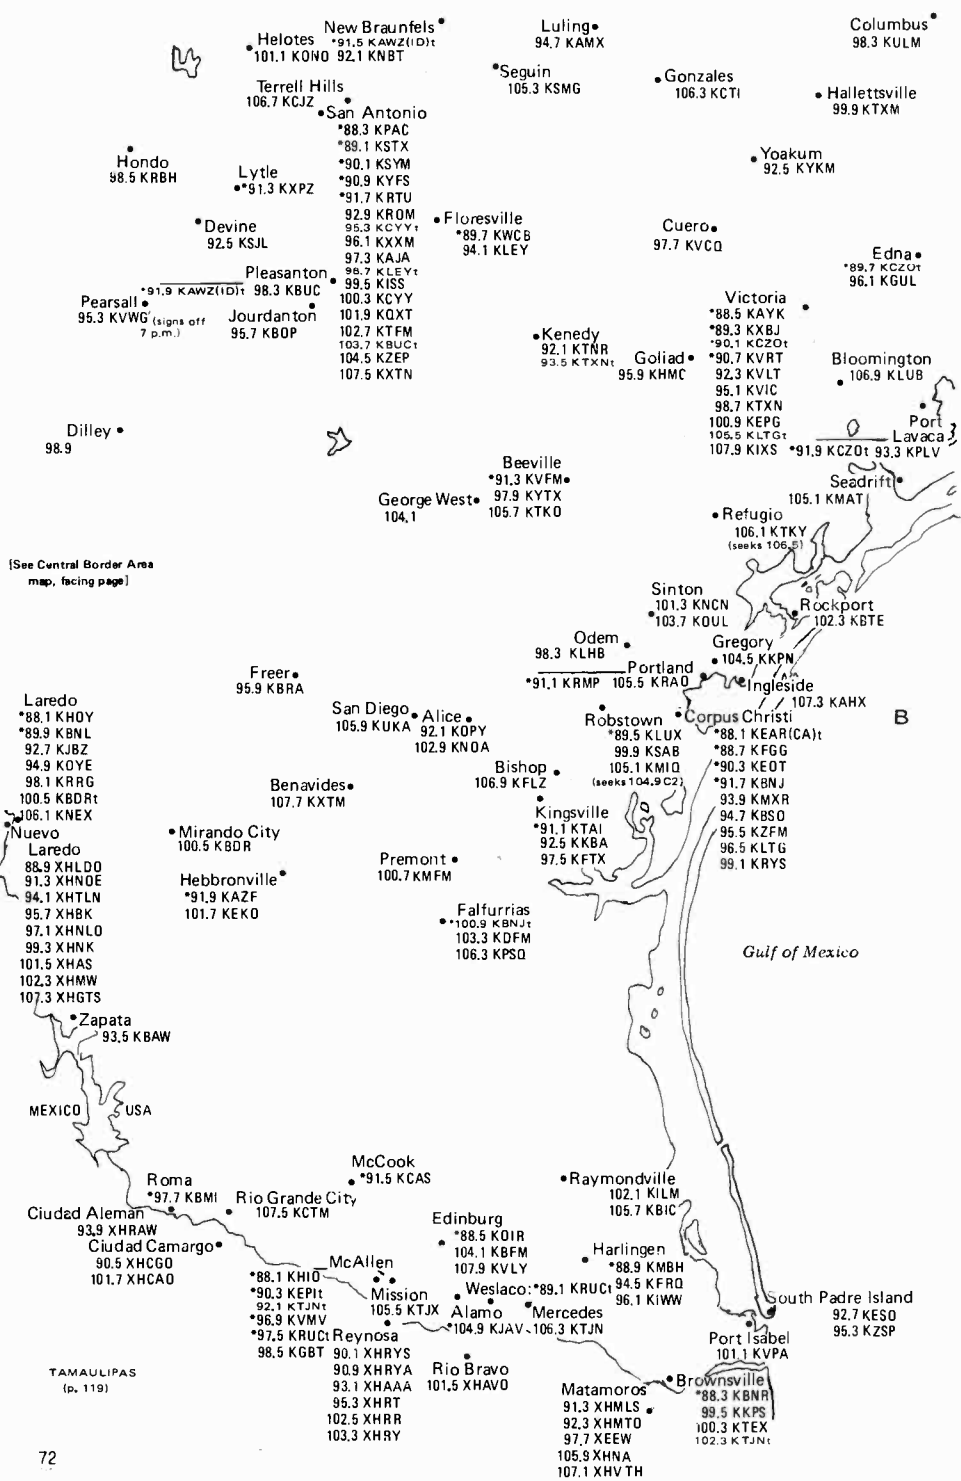 New Braunfels
*91.5 KAWZ(ID)t
92.1 KNBT
Helotes
*101.1 KONO
Luling
94.7 KAMX
Columbus
98.3 KULM
Seguin
105.3 KSMG
Gonzales
106.3 KCTI
Hallettsville
99.9 KTXM
Terrell Hills
106.7 KCJZ
San Antonio
*88.3 KPAC
*89.1 KSTX
*90.1 KSYM
*90.9 KYFS
*91.7 KRTU
92.9 KROM
95.3 KCYYt
96.1 KXXM
97.3 KAJA
98.7 KLEYt
99.5 KISS
100.3 KCYY
101.9 KQXT
102.7 KTFM
103.7 KBUCt
104.5 KZEP
107.5 KXTN
Hondo
98.5 KRBH
Lytle
*91.3 KXPZ
Yoakum
92.5 KYKM
Devine
92.5 KSJL
Floresville
*89.7 KWCB
94.1 KLEY
Cuero
97.7 KVCQ
Edna
*89.7 KCZOt
96.1 KGUL
Pleasanton
*91.9 KAWZ(ID)t 98.3 KBUC
Pearsall
95.3 KVWG (signs off
7 p.m.)
Jourdanton
95.7 KBOP
Kenedy
92.1 KTNR
93.5 KTXNt
Goliad
95.9 KHMC
Victoria
*88.5 KAYK
*89.3 KXBJ
*90.1 KCZOt
*90.7 KVRT
92.3 KVLT
95.1 KVIC
98.7 KTXN
100.9 KEPG
105.5 KLTGt
107.9 KIXS
Bloomington
106.9 KLUB
Port
Lavaca
*91.9 KCZOt 93.3 KPLV
Dilley
98.9
Beeville
*91.3 KVFM
97.9 KYTX
105.7 KTKO
George West
104.1
Seadrift
105.1 KMAT
Refugio
106.1 KTKY
(seeks 106.5)
[See Central Border Area
map, facing page]
Sinton
101.3 KNCN
*103.7 KOUL
Rockport
102.3 KBTE
Odem
98.3 KLHB
Gregory
104.5 KKPN
Portland
*91.1 KRMP 105.5 KRAO
Ingleside
107.3 KAHX
Freer
95.9 KBRA
San Diego
105.9 KUKA
Alice
92.1 KOPY
102.9 KNOA
Robstown
*89.5 KLUX
99.9 KSAB
105.1 KMIQ
(seeks 104.9C2)
Corpus Christi
*88.1 KEAR(CA)t
*88.7 KFGG
*90.3 KEOT
*91.7 KBNJ
93.9 KMXR
94.7 KBSO
95.5 KZFM
96.5 KLTG
99.1 KRYS
B
Laredo
*88.1 KHOY
*89.9 KBNL
92.7 KJBZ
94.9 KOYE
98.1 KRRG
100.5 KBDRt
106.1 KNEX
Nuevo
Laredo
88.9 XHLDO
91.3 XHNOE
94.1 XHTLN
95.7 XHBK
97.1 XHNLO
99.3 XHNK
101.5 XHAS
102.3 XHMW
107.3 XHGTS
Bishop
106.9 KFLZ
Benavides
107.7 KXTM
Kingsville
*91.1 KTAI
92.5 KKBA
97.5 KFTX
Mirando City
100.5 KBDR
Premont
100.7 KMFM
Hebbronville
*91.9 KAZF
101.7 KEKO
Falfurrias
*100.9 KBNJt
103.3 KDFM
106.3 KPSO
Gulf of Mexico
Zapata
93.5 KBAW
MEXICO
USA
McCook
*91.5 KCAS
Roma
*97.7 KBMI
Rio Grande City
107.5 KCTM
Raymondville
102.1 KILM
105.7 KBIC
Ciudad Aleman
93.9 XHRAW
Ciudad Camargo
90.5 XHCGO
101.7 XHCAO
Edinburg
*88.5 KOIR
104.1 KBFM
107.9 KVLY
Harlingen
*88.9 KMBH
94.5 KFRQ
96.1 KIWW
McAllen
*88.1 KHIO
*90.3 KEPIt
92.1 KTJNt
*96.9 KVMV
*97.5 KRUCt
98.5 KGBT
Mission
105.5 KTJX
Weslaco: *89.1 KRUCt
Alamo
*104.9 KJAV
Mercedes
106.3 KTJN
South Padre Island
92.7 KESO
95.3 KZSP
Port Isabel
101.1 KVPA
Reynosa
90.1 XHRYS
90.9 XHRYA
93.1 XHAAA
95.3 XHRT
102.5 XHRR
103.3 XHRY
Rio Bravo
101.5 XHAVO
TAMAULIPAS
(p. 119)
Brownsville
*88.3 KBNR
99.5 KKPS
100.3 KTEX
102.3 KTJNt
Matamoros
91.3 XHMLS
92.3 XHMTO
97.7 XEEW
105.9 XHNA
107.1 XHVTH
72